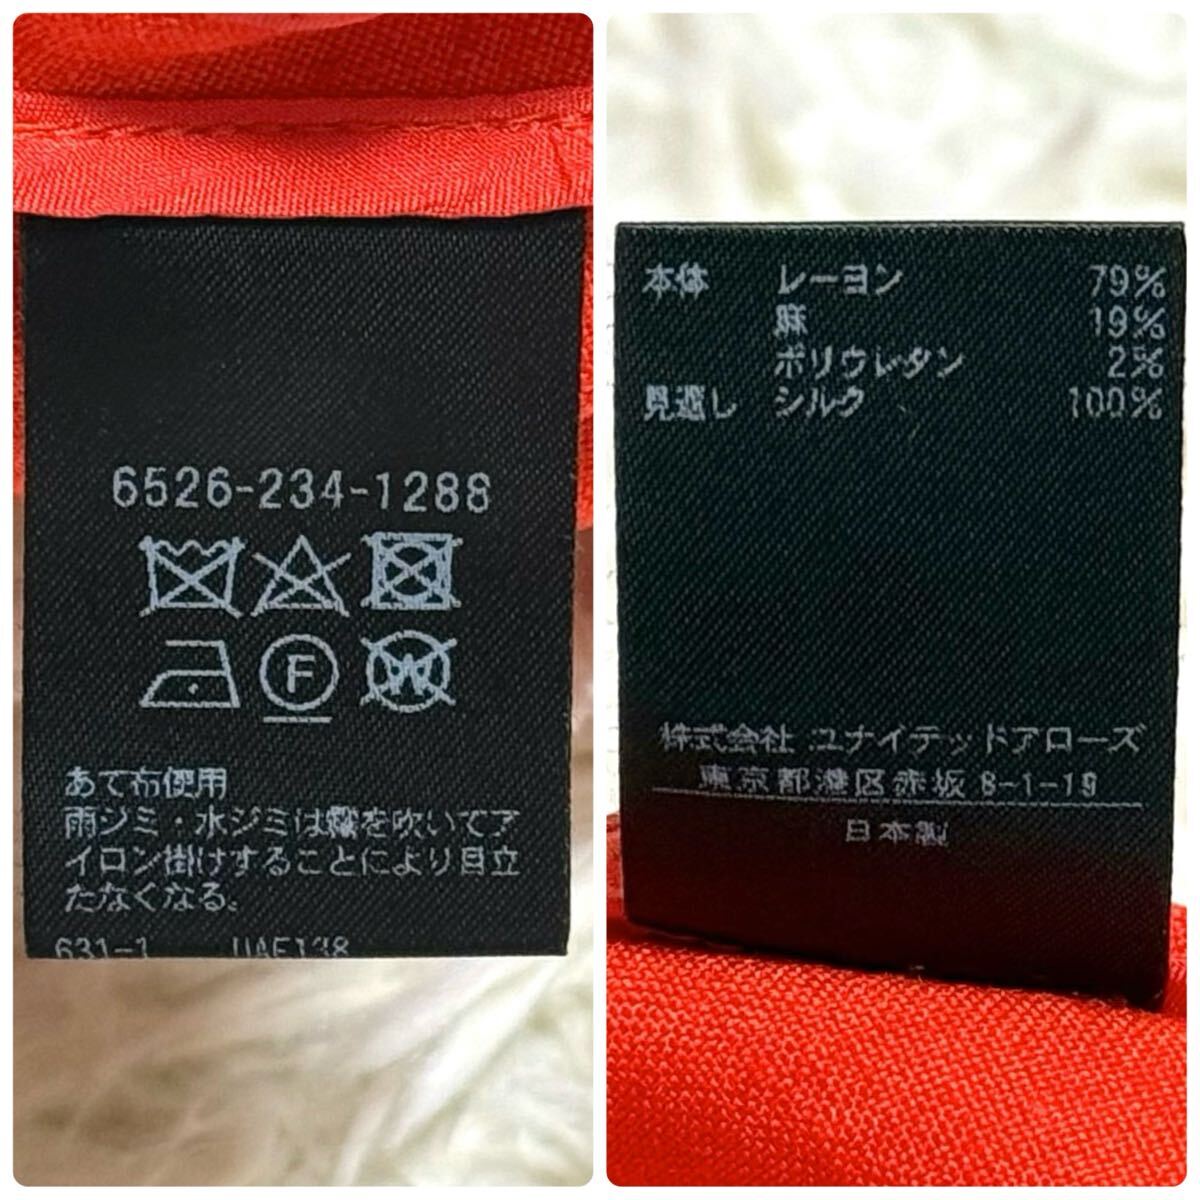 6526-234-1288
F
W
あて布使用
雨ジミ・水ジミは霧を吹いてア
イロン掛けすることにより目立
たなくなる。
631-1 UAE138
本体 レーヨン 79%
麻 19%
ポリウレタン 2%
見返し シルク 100%
株式会社 ユナイテッドアローズ
東京都港区赤坂 8-1-19
日本製